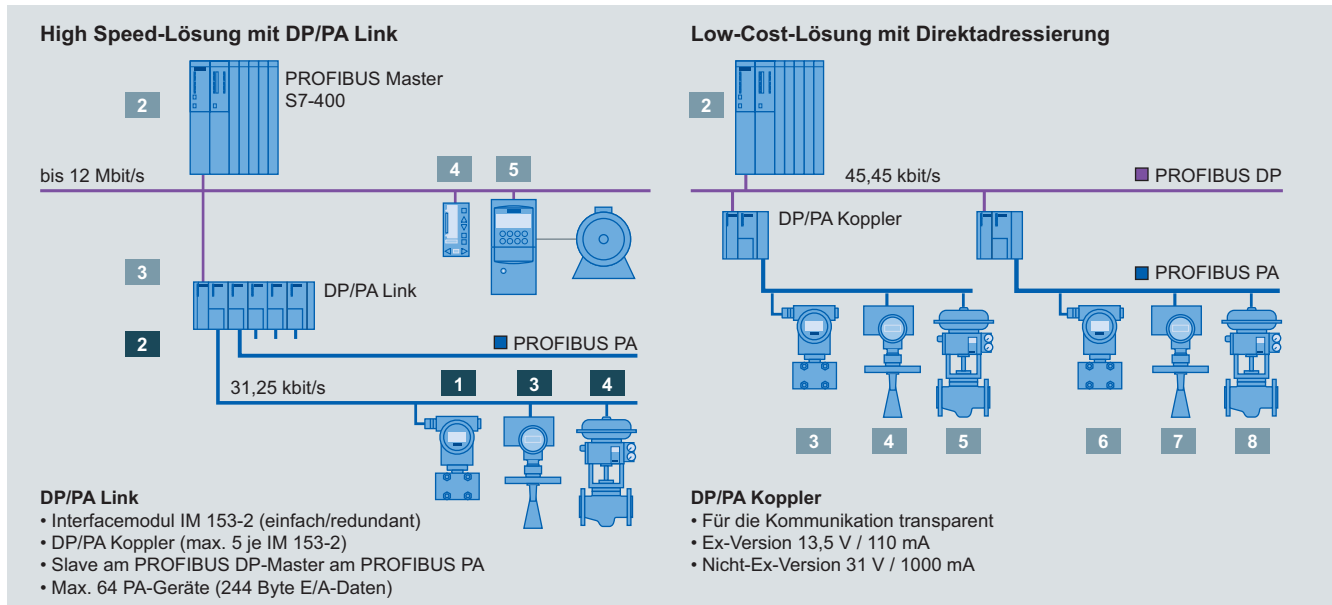 High Speed-Lösung mit DP/PA Link
PROFIBUS Master
S7-400
2
bis 12 Mbit/s
4
5
3
DP/PA Link
2
PROFIBUS PA
31,25 kbit/s
1
3
4
DP/PA Link
• Interfacemodul IM 153-2 (einfach/redundant)
• DP/PA Koppler (max. 5 je IM 153-2)
• Slave am PROFIBUS DP-Master am PROFIBUS PA
• Max. 64 PA-Geräte (244 Byte E/A-Daten)
Low-Cost-Lösung mit Direktadressierung
2
45,45 kbit/s
PROFIBUS DP
DP/PA Koppler
PROFIBUS PA
3
4
5
6
7
8
DP/PA Koppler
• Für die Kommunikation transparent
• Ex-Version 13,5 V / 110 mA
• Nicht-Ex-Version 31 V / 1000 mA